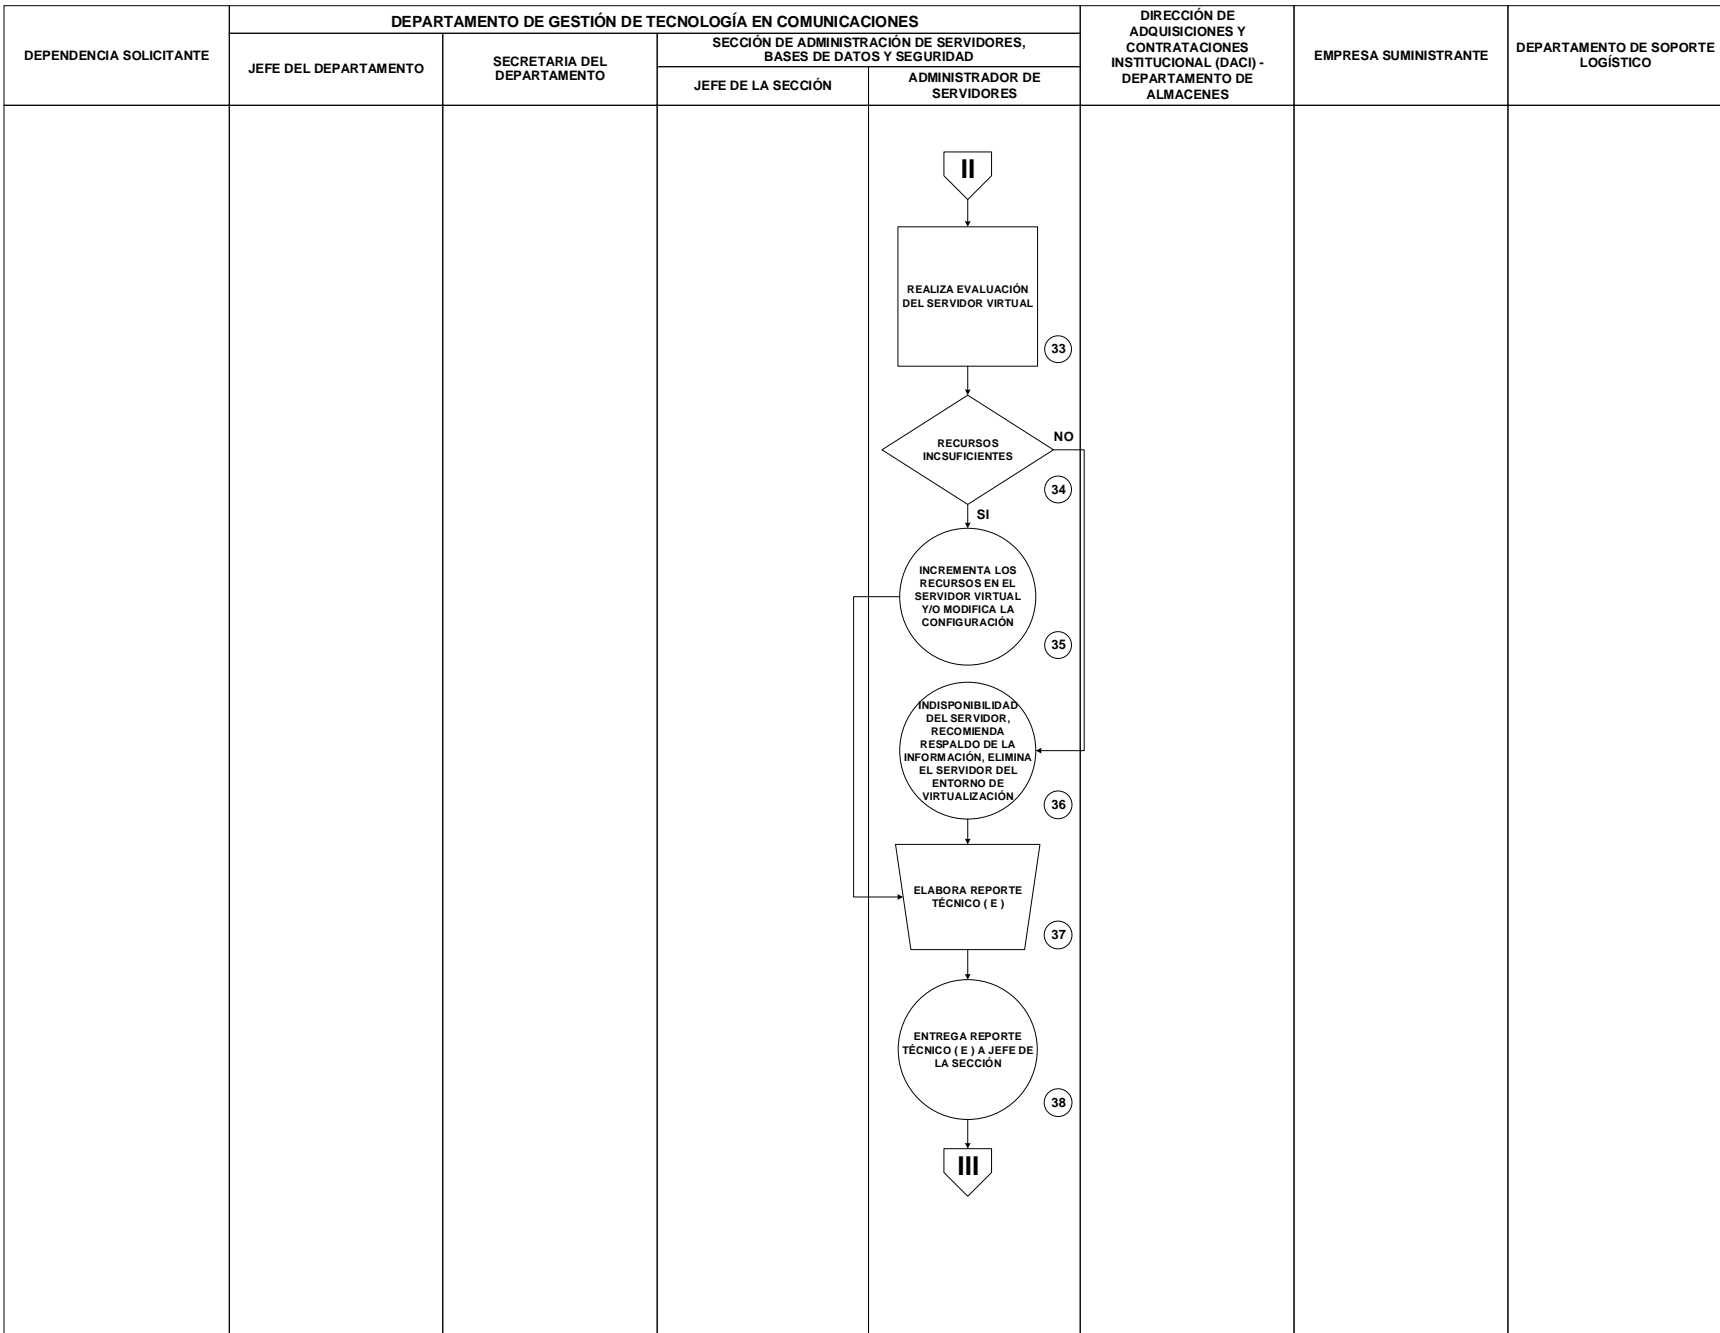 DEPENDENCIA SOLICITANTE
DEPARTAMENTO DE GESTIÓN DE TECNOLOGÍA EN COMUNICACIONES
JEFE DEL DEPARTAMENTO
SECRETARIA DEL
DEPARTAMENTO
SECCIÓN DE ADMINISTRACIÓN DE SERVIDORES,
BASES DE DATOS Y SEGURIDAD
JEFE DE LA SECCIÓN
ADMINISTRADOR DE
SERVIDORES
DIRECCIÓN DE
ADQUISICIONES Y
CONTRATACIONES
INSTITUCIONAL (DACI) -
DEPARTAMENTO DE
ALMACENES
EMPRESA SUMINISTRANTE
DEPARTAMENTO DE SOPORTE
LOGÍSTICO
II
REALIZA EVALUACIÓN
DEL SERVIDOR VIRTUAL
33
RECURSOS
INCSUFICIENTES
NO
34
SI
INCREMENTA LOS
RECURSOS EN EL
SERVIDOR VIRTUAL
Y/O MODIFICA LA
CONFIGURACIÓN
35
INDISPONIBILIDAD
DEL SERVIDOR,
RECOMIENDA
RESPALDO DE LA
INFORMACIÓN, ELIMINA
EL SERVIDOR DEL
ENTORNO DE
VIRTUALIZACIÓN
36
ELABORA REPORTE
TÉCNICO ( E )
37
ENTREGA REPORTE
TÉCNICO ( E ) A JEFE DE
LA SECCIÓN
38
III